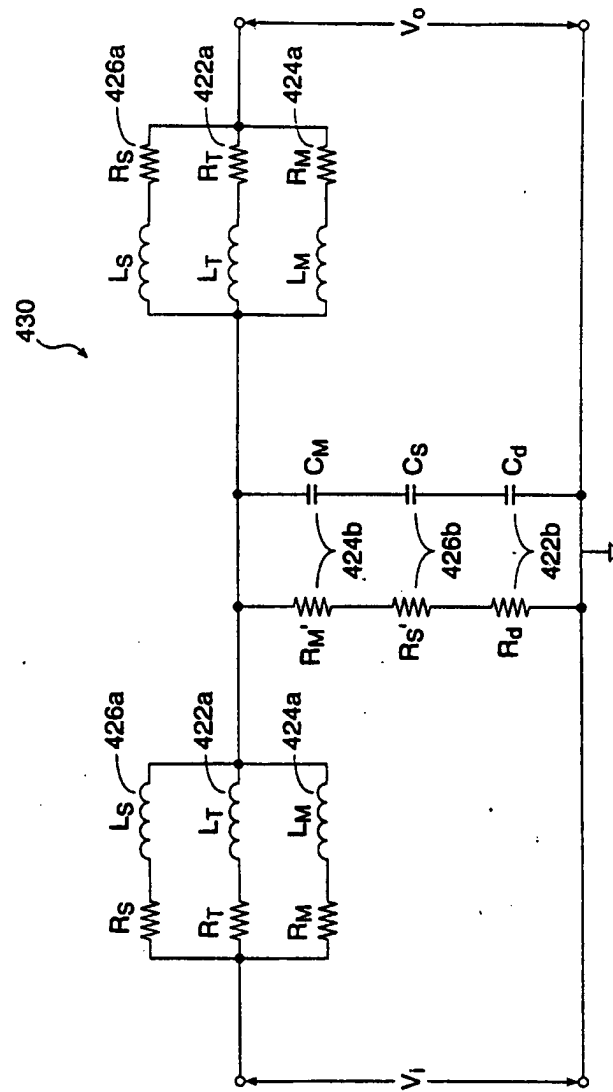 430
426a
RS
LS
422a
RT
LT
424a
RM
LM
Vo
CM
CS
Cd
424b
426b
422b
RM'
RS'
Rd
426a
LS
RS
422a
LT
RT
424a
LM
RM
Vi